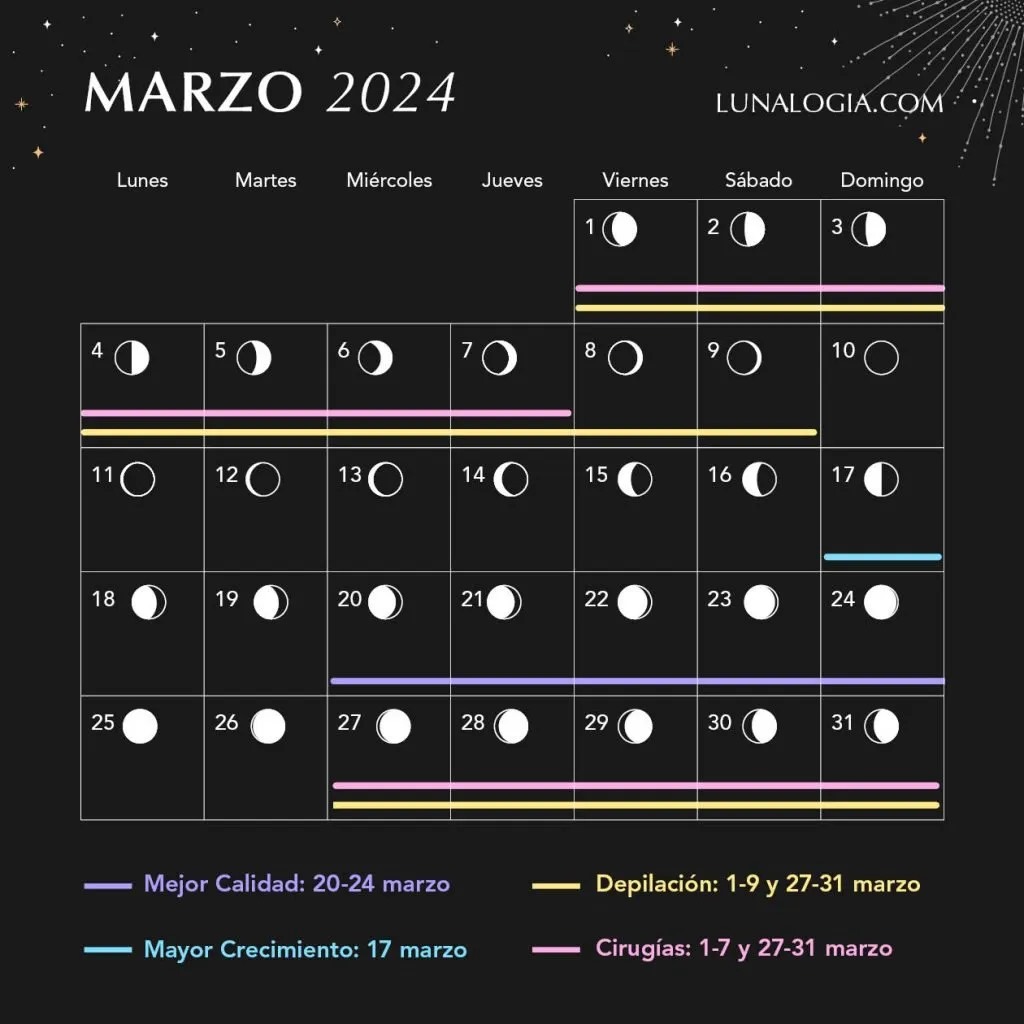 MARZO 2024
LUNALOGIA.COM
Lunes Martes Miércoles Jueves Viernes Sábado Domingo
1 2 3
4 5 6 7 8 9 10
11 12 13 14 15 16 17
18 19 20 21 22 23 24
25 26 27 28 29 30 31
Mejor Calidad: 20-24 marzo
Depilación: 1-9 y 27-31 marzo
Mayor Crecimiento: 17 marzo
Cirugías: 1-7 y 27-31 marzo